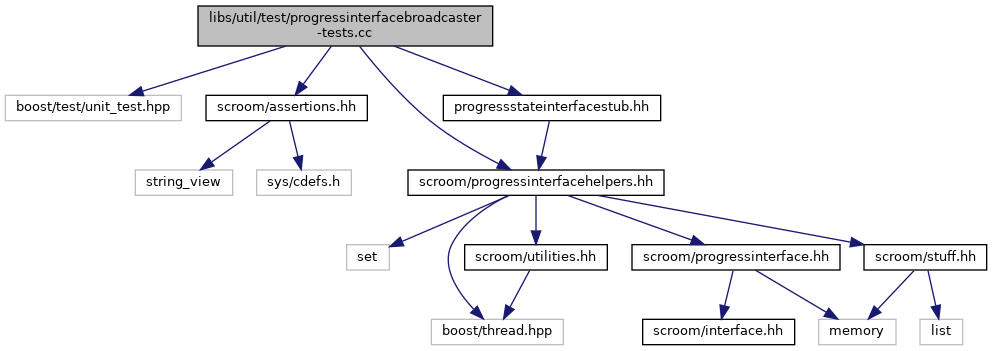 libs/util/test/progressinterfacebroadcaster
-tests.cc
boost/test/unit_test.hpp
scroom/assertions.hh
progressstateinterfacestub.hh
string_view
sys/cdefs.h
scroom/progressinterfacehelpers.hh
set
scroom/utilities.hh
scroom/progressinterface.hh
scroom/stuff.hh
boost/thread.hpp
scroom/interface.hh
memory
list